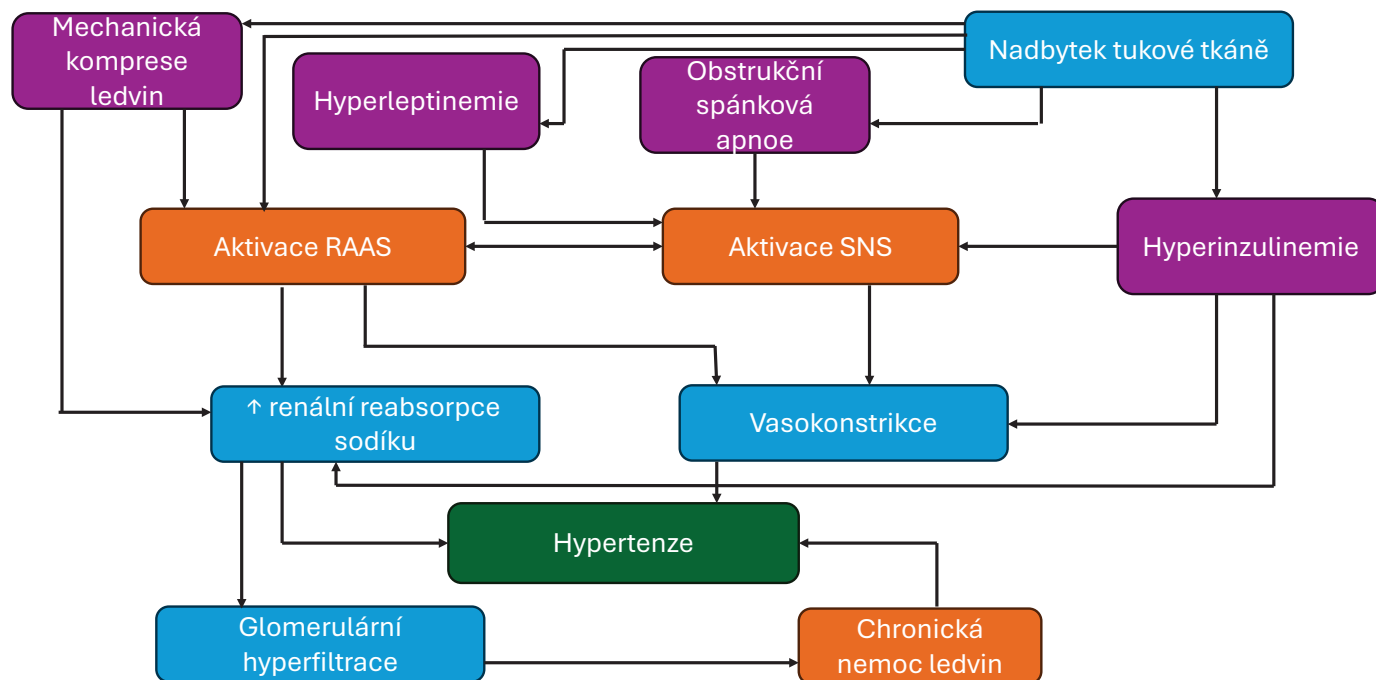 Mechanická
komprese
ledvin
Nadbytek tukové tkáně
Hyperleptinemie
Obstrukční
spánková
apnoe
Aktivace RAAS
Aktivace SNS
Hyperinzulinemie
↑ renální reabsorpce
sodíku
Vasokonstrikce
Hypertenze
Glomerulární
hyperfiltrace
Chronická
nemoc ledvin